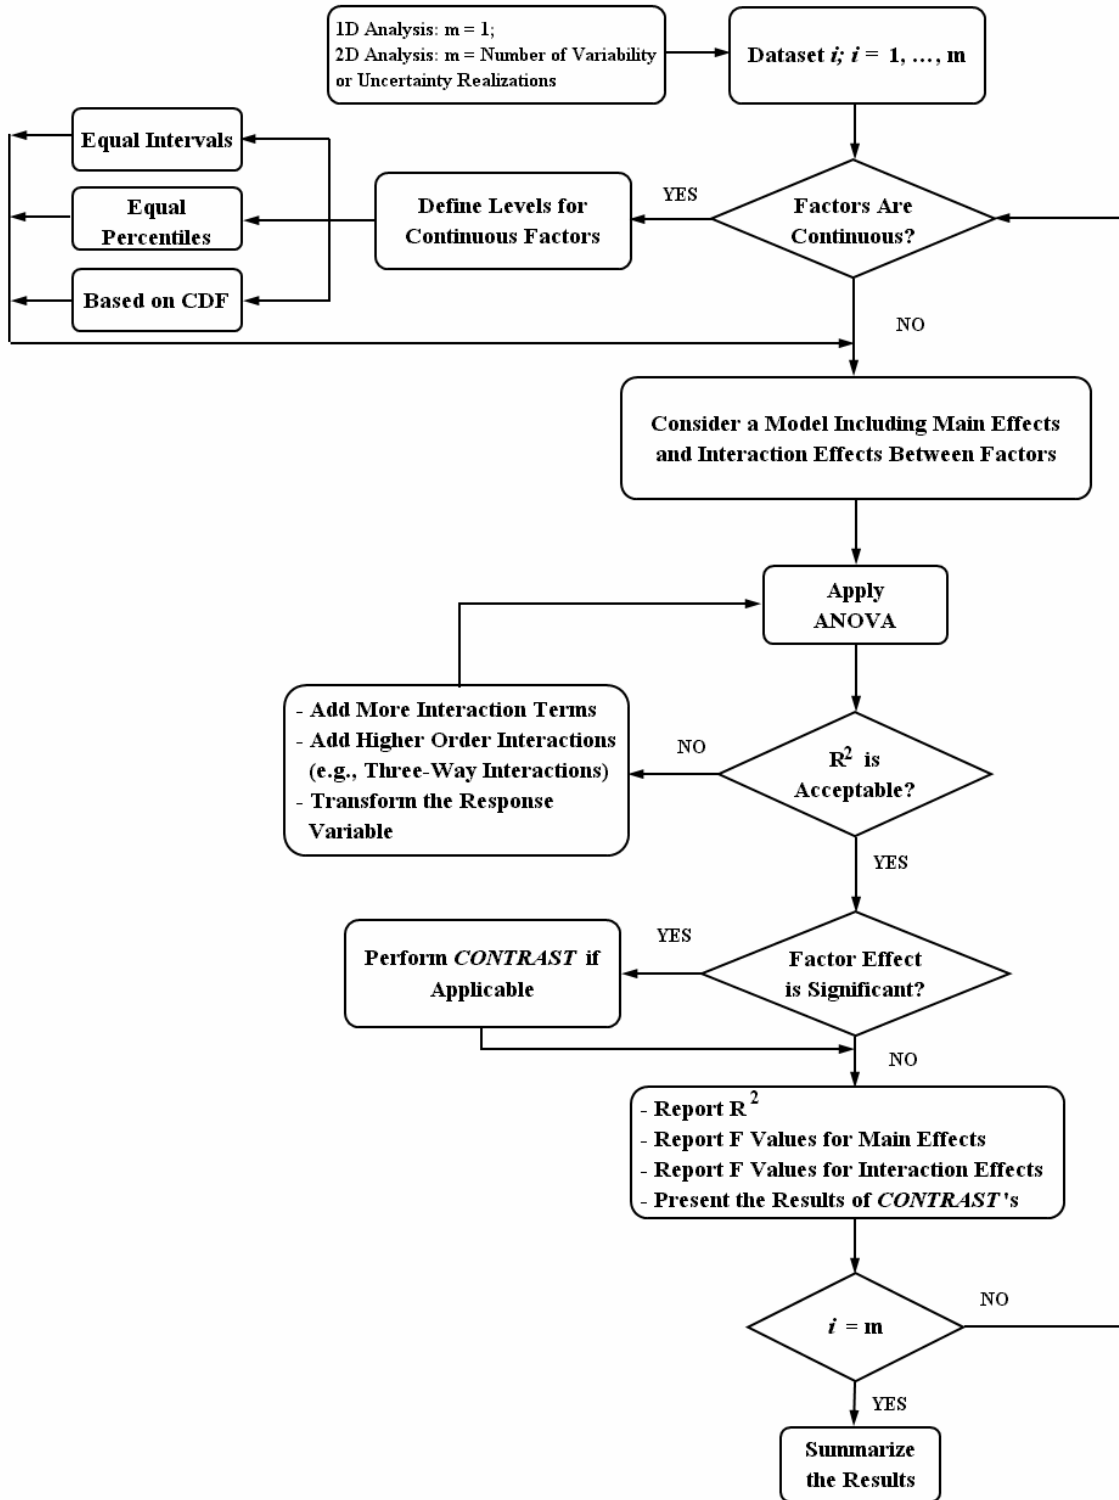 1D Analysis: m = 1;
2D Analysis: m = Number of Variability
or Uncertainty Realizations
Dataset i; i = 1, ..., m
Factors Are
Continuous?
YES
NO
Define Levels for
Continuous Factors
Equal Intervals
Equal
Percentiles
Based on CDF
Consider a Model Including Main Effects
and Interaction Effects Between Factors
Apply
ANOVA
R² is
Acceptable?
NO
YES
- Add More Interaction Terms
- Add Higher Order Interactions
(e.g., Three-Way Interactions)
- Transform the Response
Variable
Factor Effect
is Significant?
YES
NO
Perform CONTRAST if
Applicable
- Report R²
- Report F Values for Main Effects
- Report F Values for Interaction Effects
- Present the Results of CONTRAST's
i = m
NO
YES
Summarize
the Results